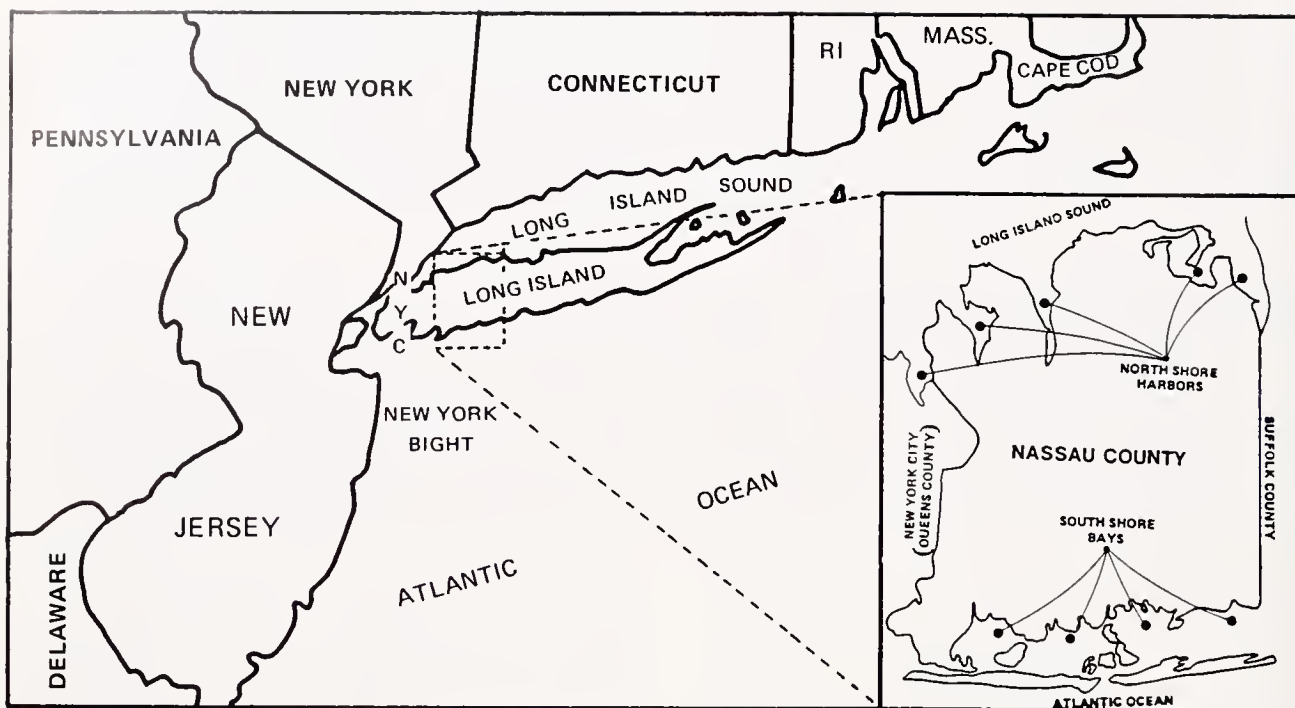 PENNSYLVANIA
NEW YORK
CONNECTICUT
RI
MASS.
CAPE COD
LONG ISLAND SOUND
LONG ISLAND
N
Y
C
NEW
JERSEY
NEW YORK
BIGHT
DELAWARE
ATLANTIC
OCEAN
LONG ISLAND SOUND
NORTH SHORE
HARBORS
NASSAU COUNTY
NEW YORK CITY
(QUEENS COUNTY)
SUFFOLK COUNTY
SOUTH SHORE
BAYS
ATLANTIC OCEAN